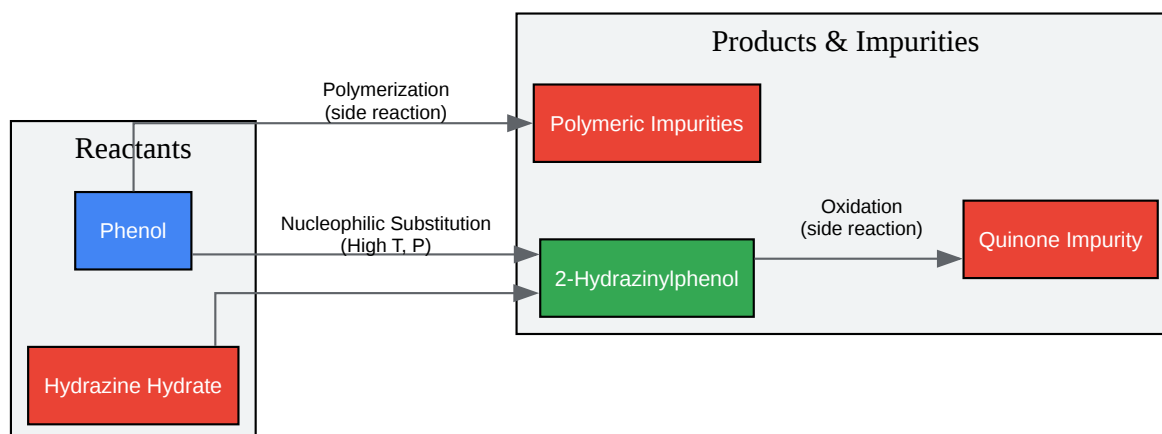 Products & Impurities
Polymerization
(side reaction)
Polymeric Impurities
Reactants
Phenol
Nucleophilic Substitution
(High T, P)
2-Hydrazinylphenol
Oxidation
(side reaction)
Quinone Impurity
Hydrazine Hydrate